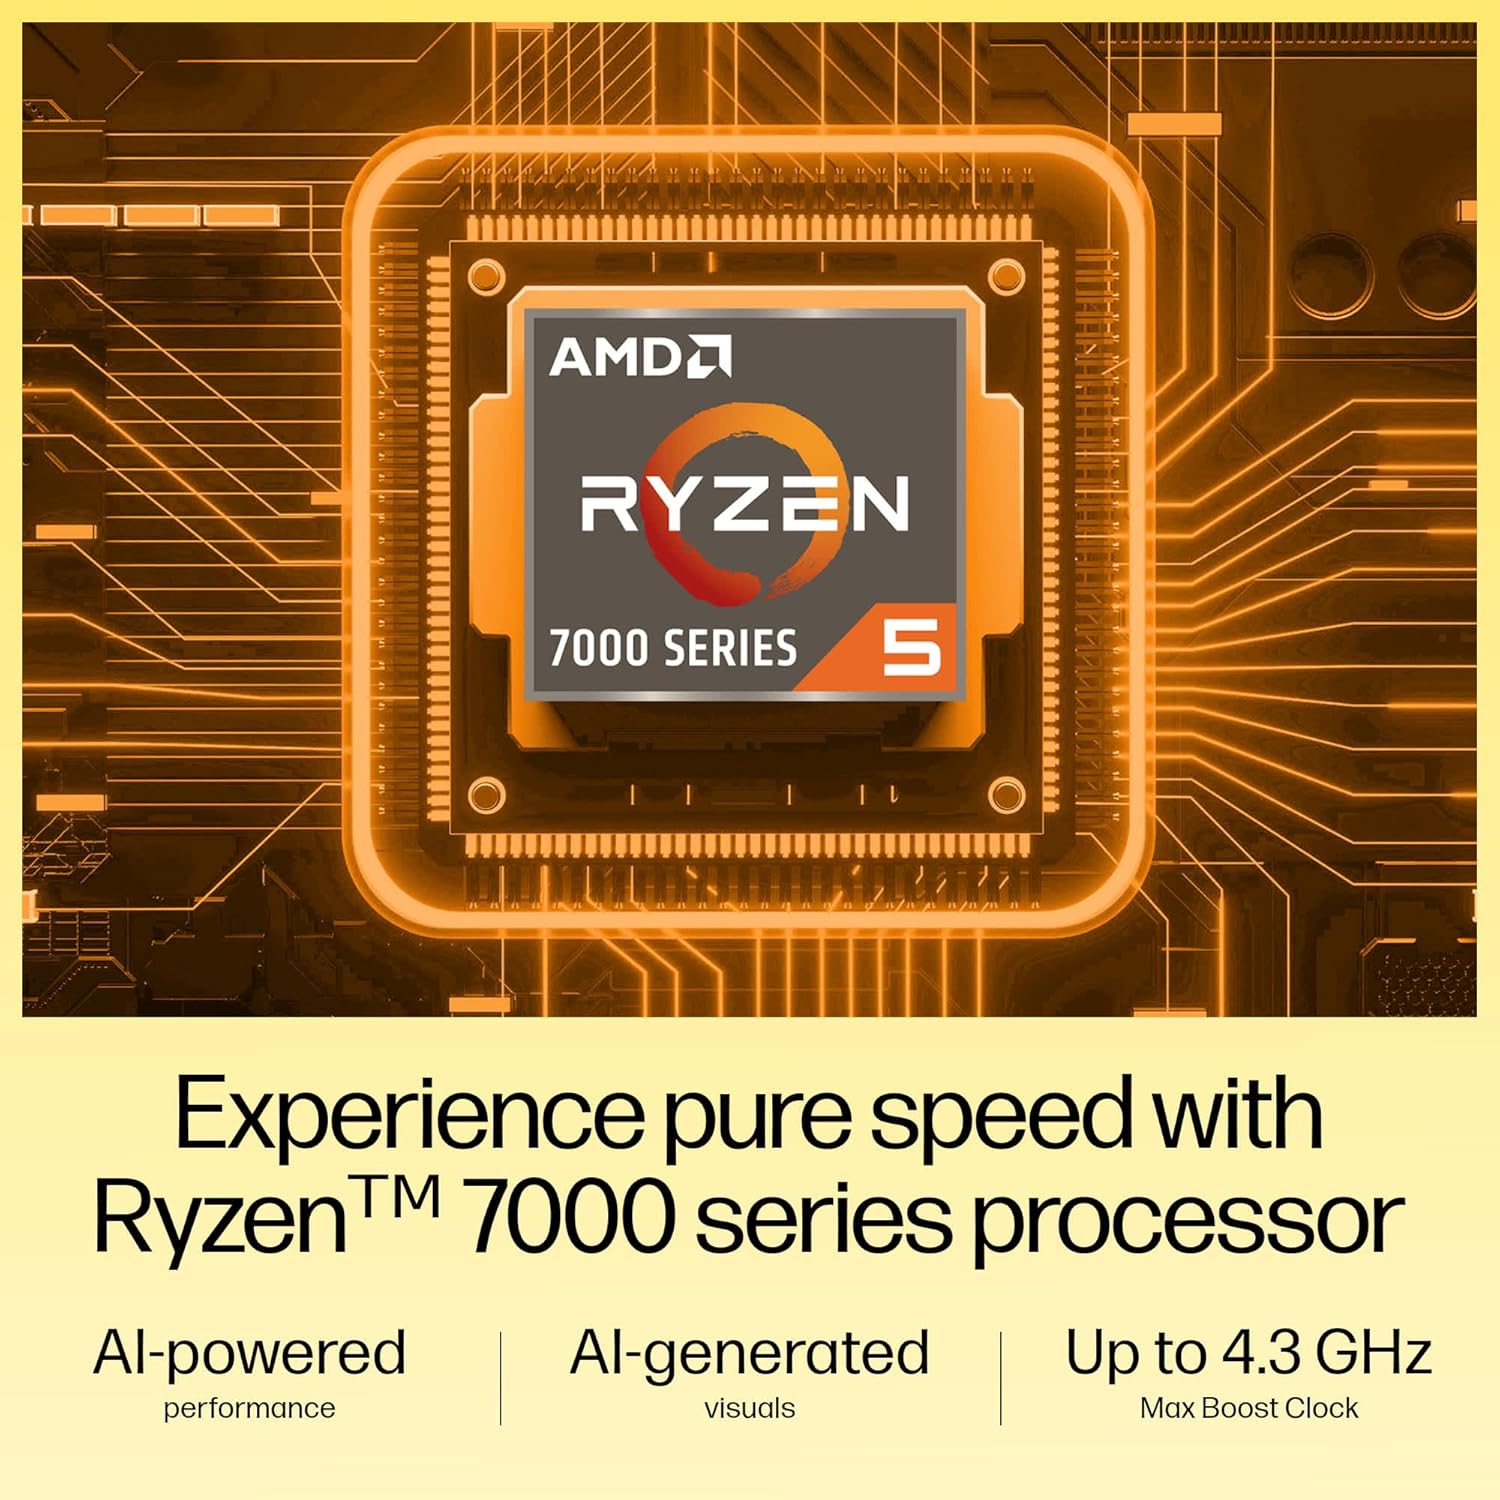 AMD
RYZEN
7000 SERIES
5
Experience pure speed with
Ryzen™ 7000 series processor
AI-powered
performance
AI-generated
visuals
Up to 4.3 GHz
Max Boost Clock